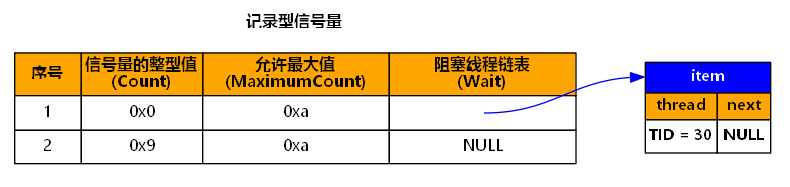 记录型信号量
序号 信号量的整型值 (Count) 允许最大值 (MaximumCount) 阻塞线程链表 (Wait)
1 0x0 0xa
2 0x9 0xa NULL
item
thread next
TID = 30 NULL